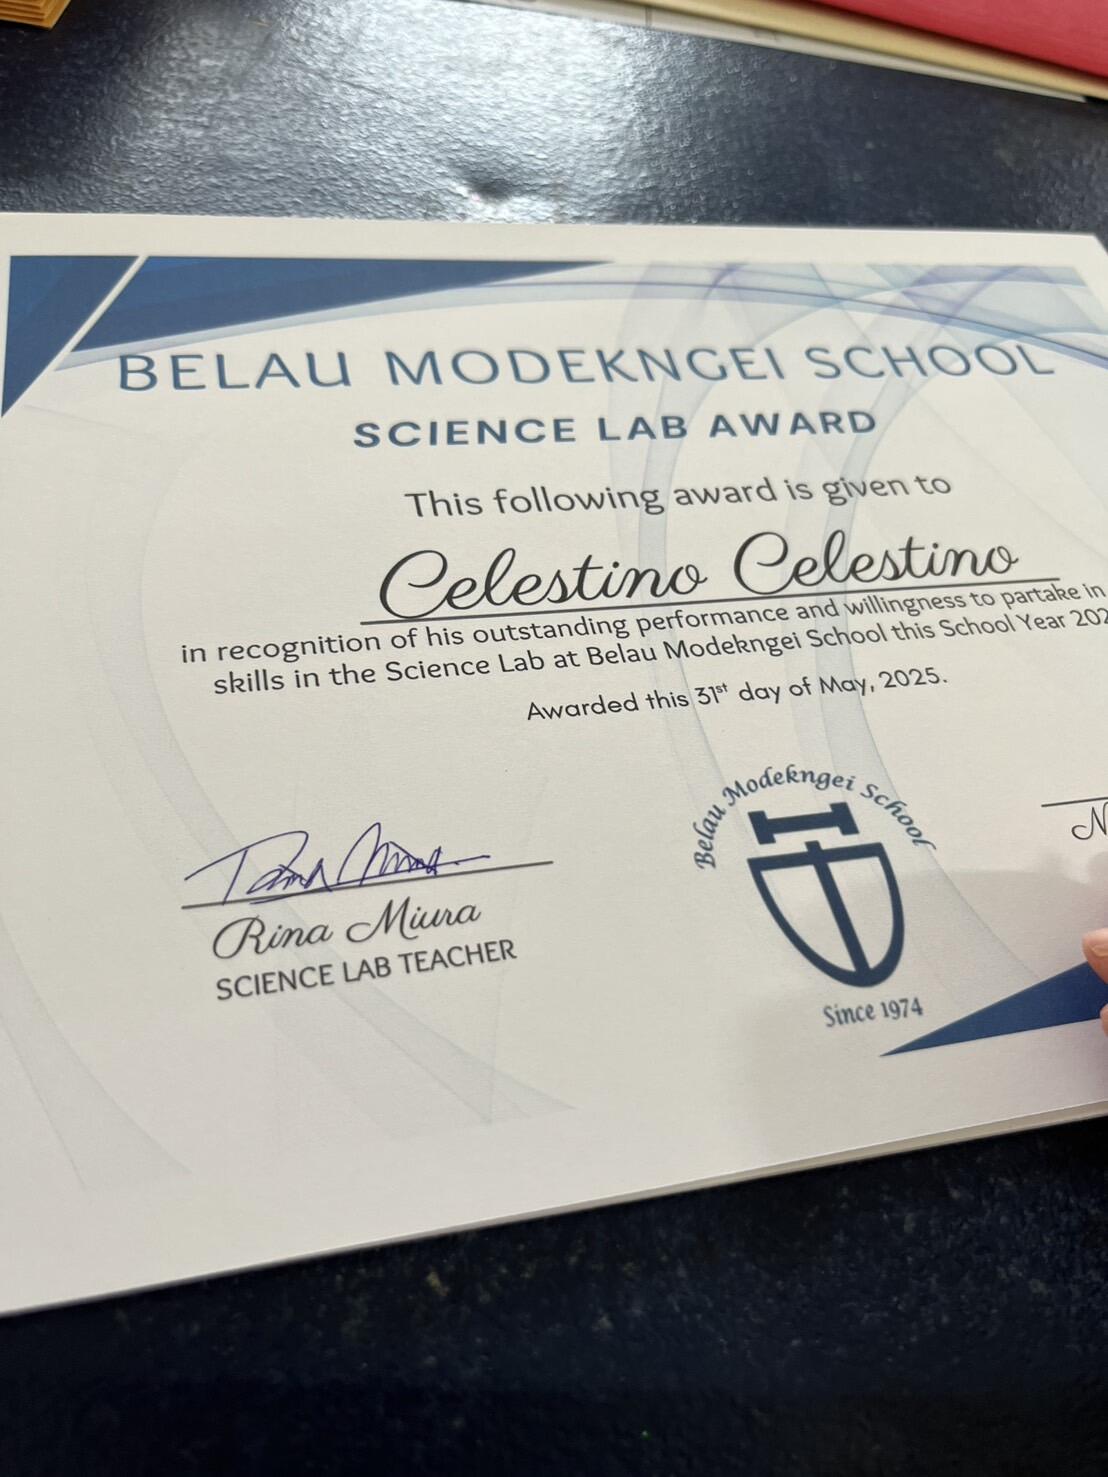 BELAU MODEKNGEI SCHOOL
SCIENCE LAB AWARD
This following award is given to
Celestino Celestino
in recognition of his outstanding performance and willingness to partake in
skills in the Science Lab at Belau Modekngei School this School Year
Awarded this 31st day of May, 2025.
Rina Miura
SCIENCE LAB TEACHER
Belau Modekngei School
Since 1974